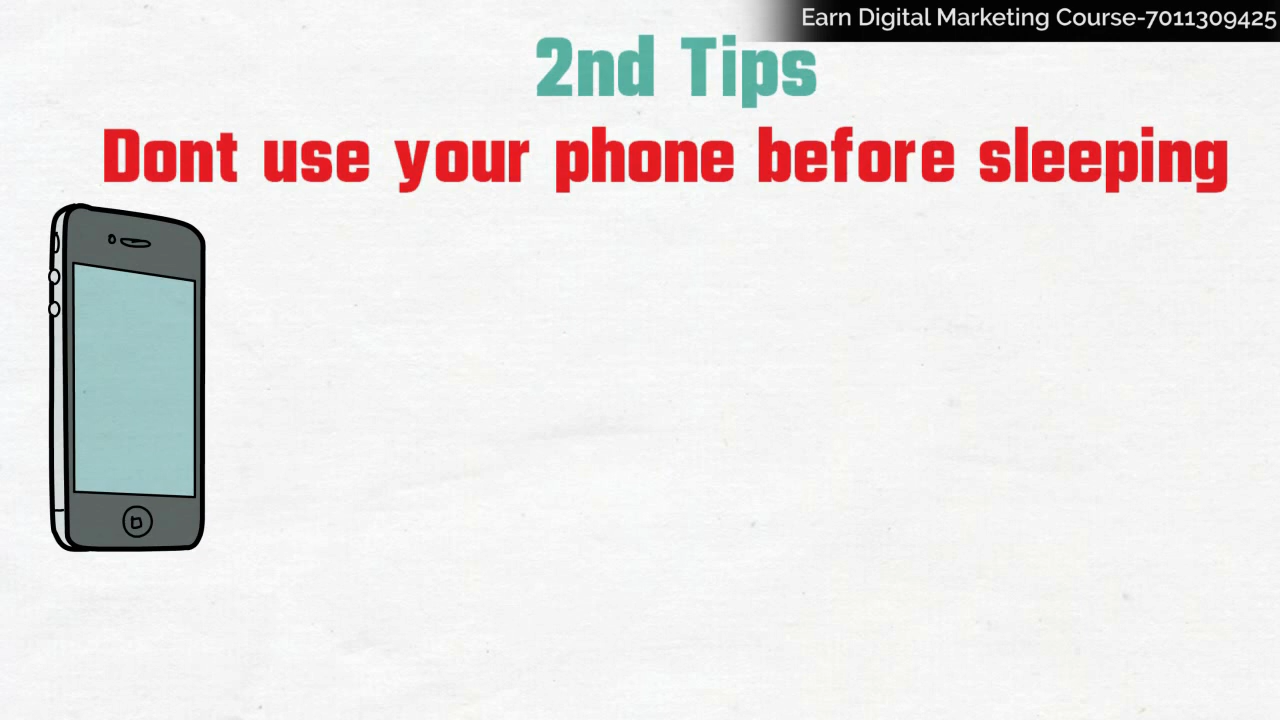 Earn Digital Marketing Course-7011309425
2nd Tips
Dont use your phone before sleeping